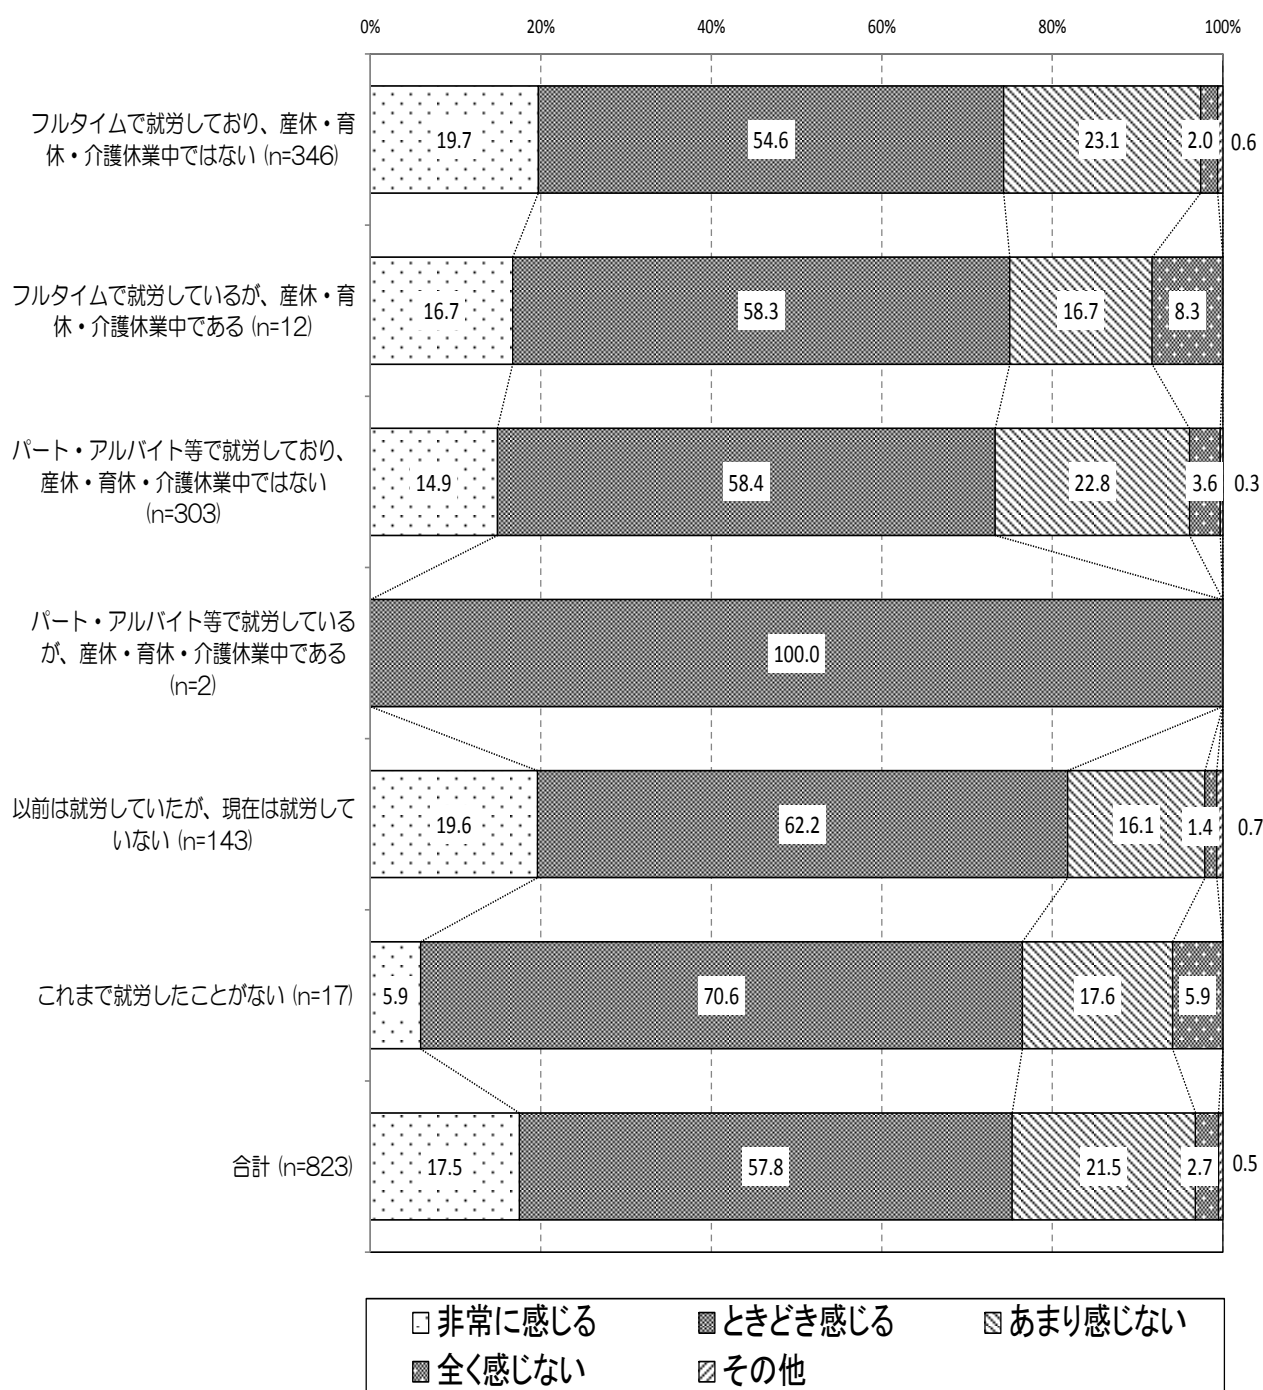 0% 20% 40% 60% 80% 100%
フルタイムで就労しており、産休・育
休・介護休業中ではない (n=346)
19.7 54.6 23.1 2.0 0.6
フルタイムで就労しているが、産休・育
休・介護休業中である (n=12)
16.7 58.3 16.7 8.3
パート・アルバイト等で就労しており、
産休・育休・介護休業中ではない
(n=303)
14.9 58.4 22.8 3.6 0.3
パート・アルバイト等で就労している
が、産休・育休・介護休業中である
(n=2)
100.0
以前は就労していたが、現在は就労して
いない (n=143)
19.6 62.2 16.1 1.4 0.7
これまで就労したことがない (n=17)
5.9 70.6 17.6 5.9
合計 (n=823)
17.5 57.8 21.5 2.7 0.5
非常に感じる ときどき感じる あまり感じない
全く感じない その他